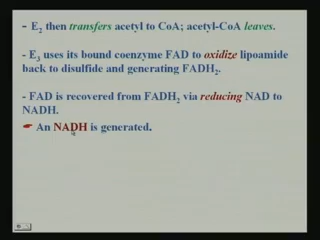 - E₂ then transfers acetyl to CoA; acetyl-CoA leaves.
- E₃ uses its bound coenzyme FAD to oxidize lipoamide
back to disulfide and generating FADH₂.
- FAD is recovered from FADH₂ via reducing NAD to
NADH.
☛ An NADH is generated.